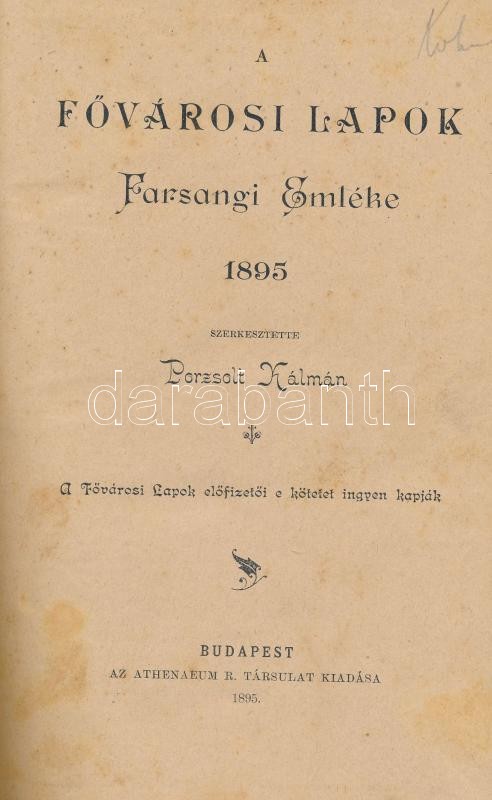 A
FŐVÁROSI LAPOK
Farsangi Emléke
1895
SZERKESZTETTE
Porzsolt Kálmán
darabanth
A Fővárosi Lapok előfizetői e kötetet ingyen kapják
BUDAPEST
AZ ATHENAEUM R. TÁRSULAT KIADÁSA
1895.